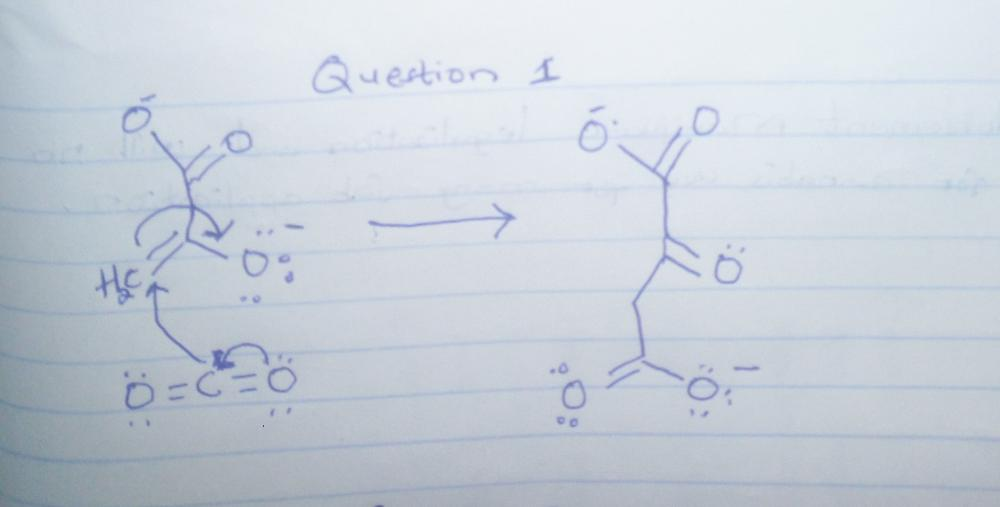 Question 1
O⁻ O
O⁻ O
H₂C O⁻
O
O=C=O
O O⁻